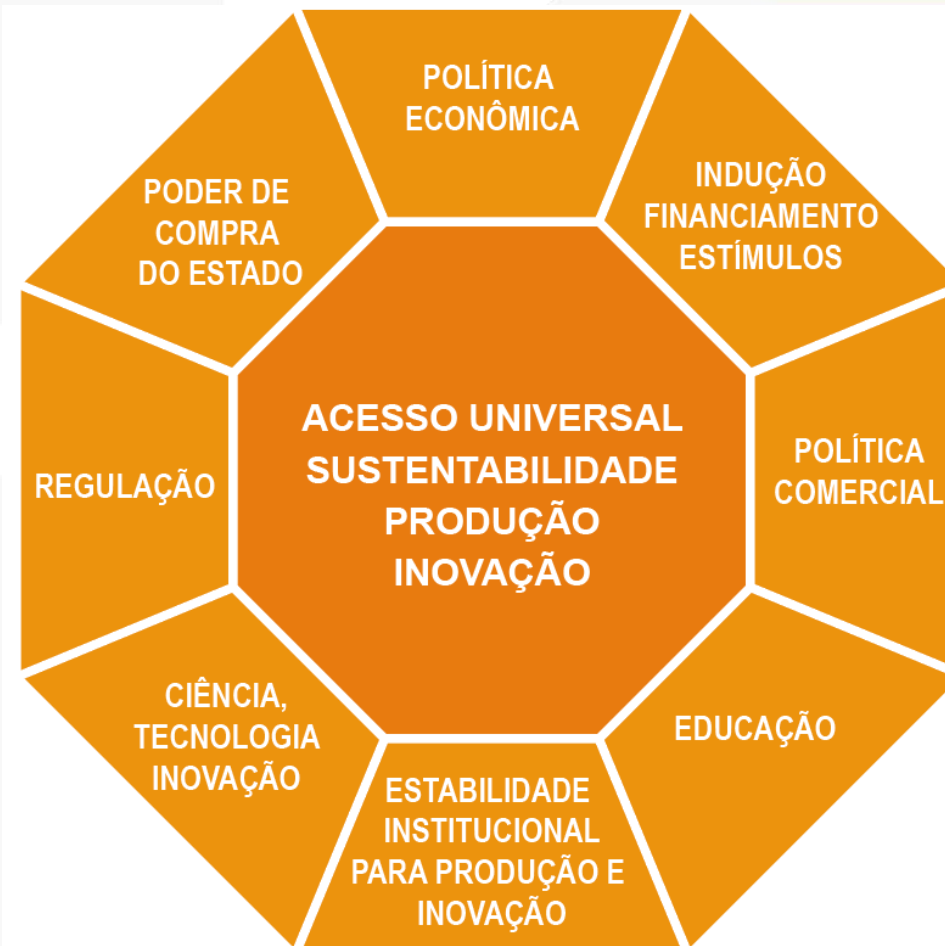 POLÍTICA
ECONÔMICA
INDUÇÃO
FINANCIAMENTO
ESTÍMULOS
POLÍTICA
COMERCIAL
EDUCAÇÃO
ESTABILIDADE
INSTITUCIONAL
PARA PRODUÇÃO E
INOVAÇÃO
CIÊNCIA,
TECNOLOGIA
INOVAÇÃO
REGULAÇÃO
PODER DE
COMPRA
DO ESTADO
ACESSO UNIVERSAL
SUSTENTABILIDADE
PRODUÇÃO
INOVAÇÃO